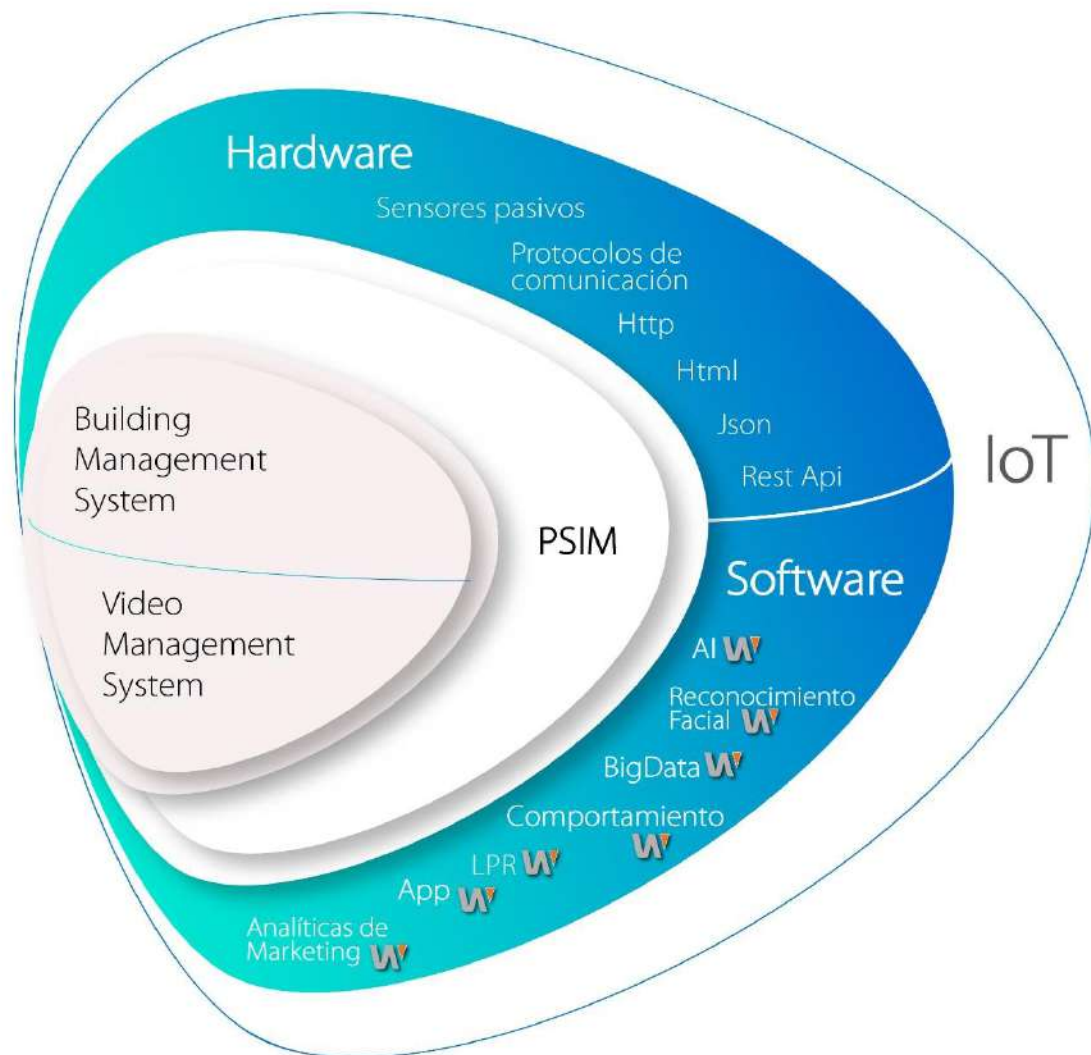 Hardware
Sensores pasivos
Protocolos de
comunicación
Http
Html
Json
Rest Api
IoT
Building
Management
System
PSIM
Video
Management
System
Software
AI W
Reconocimiento
Facial W
BigData W
Comportamiento
W
LPR W
App W
Analíticas de
Marketing W